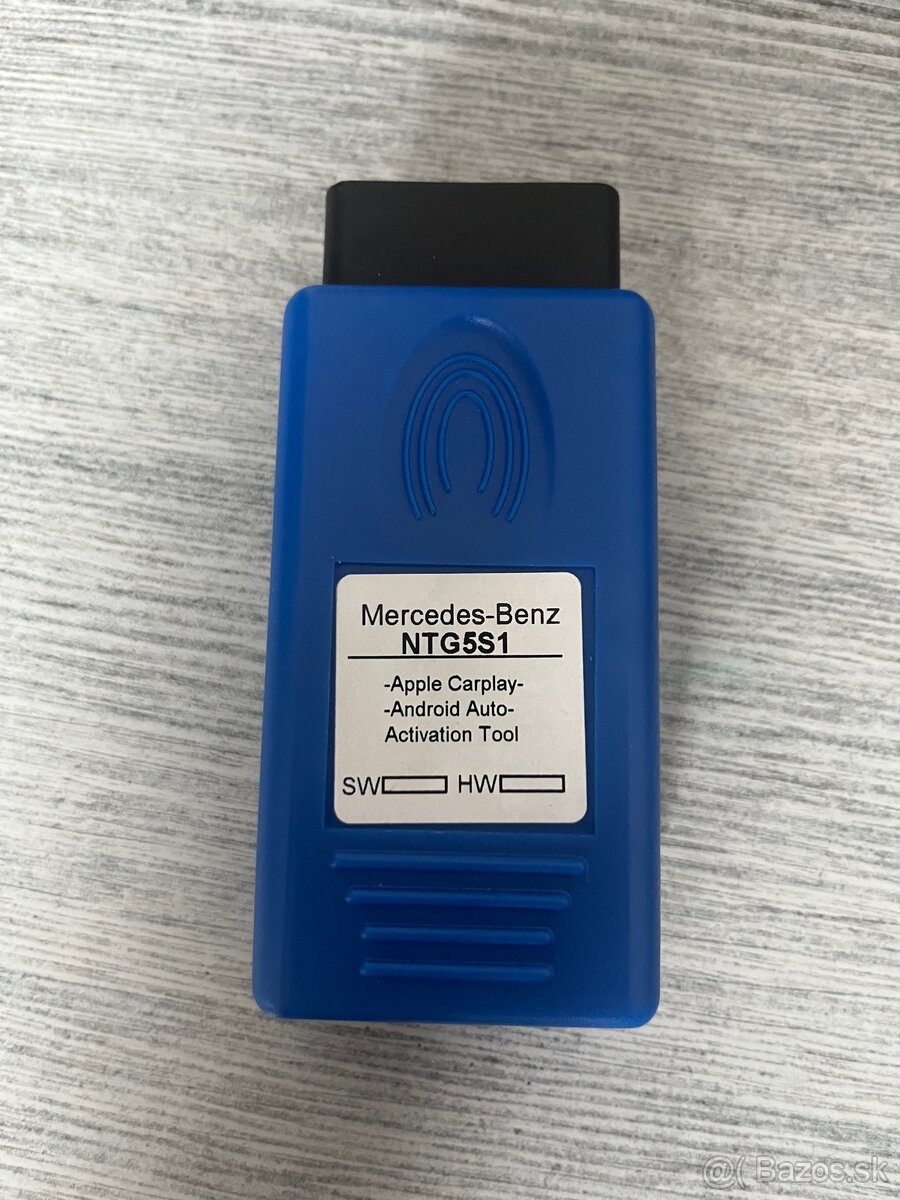 Mercedes-Benz
NTG5S1
-Apple Carplay-
-Android Auto-
Activation Tool
SW HW
@( Bazos.sk